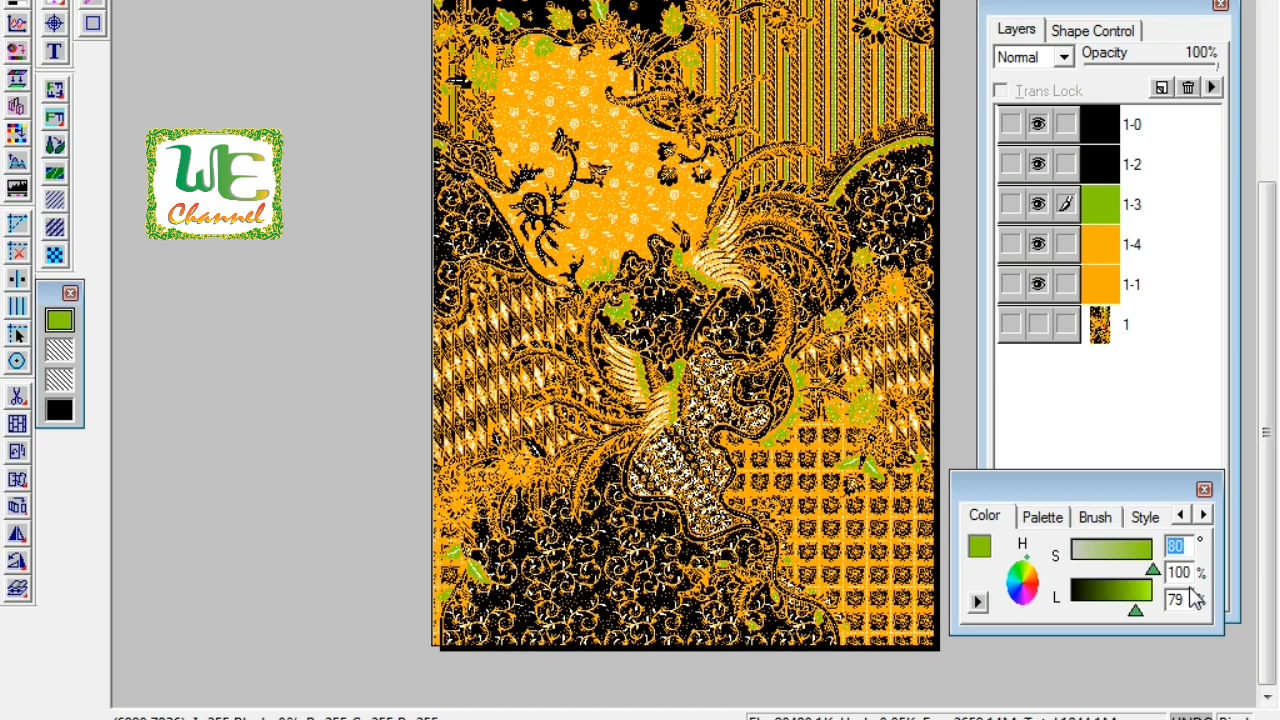 Layers Shape Control
Normal Opacity 100%
Trans Lock
1-0
1-2
1-3
1-4
1-1
1
WE
Channel
T
Color Palette Brush Style
H S 80 °
100 %
L 79